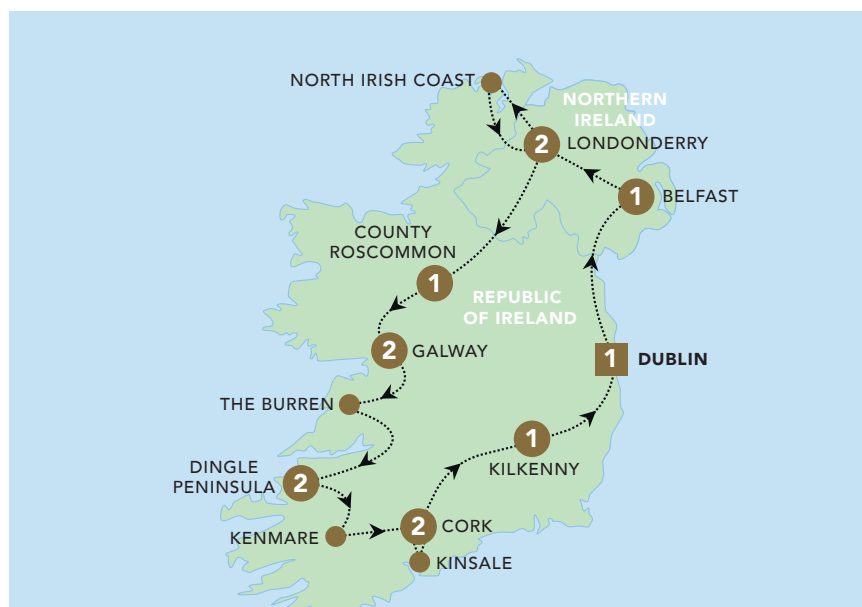 NORTH IRISH COAST
NORTHERN
IRELAND
2
LONDONDERRY
1
BELFAST
COUNTY
ROSCOMMON
1
REPUBLIC
OF IRELAND
2
GALWAY
1
DUBLIN
THE BURREN
1
KILKENNY
DINGLE
PENINSULA
2
2
CORK
KENMARE
KINSALE